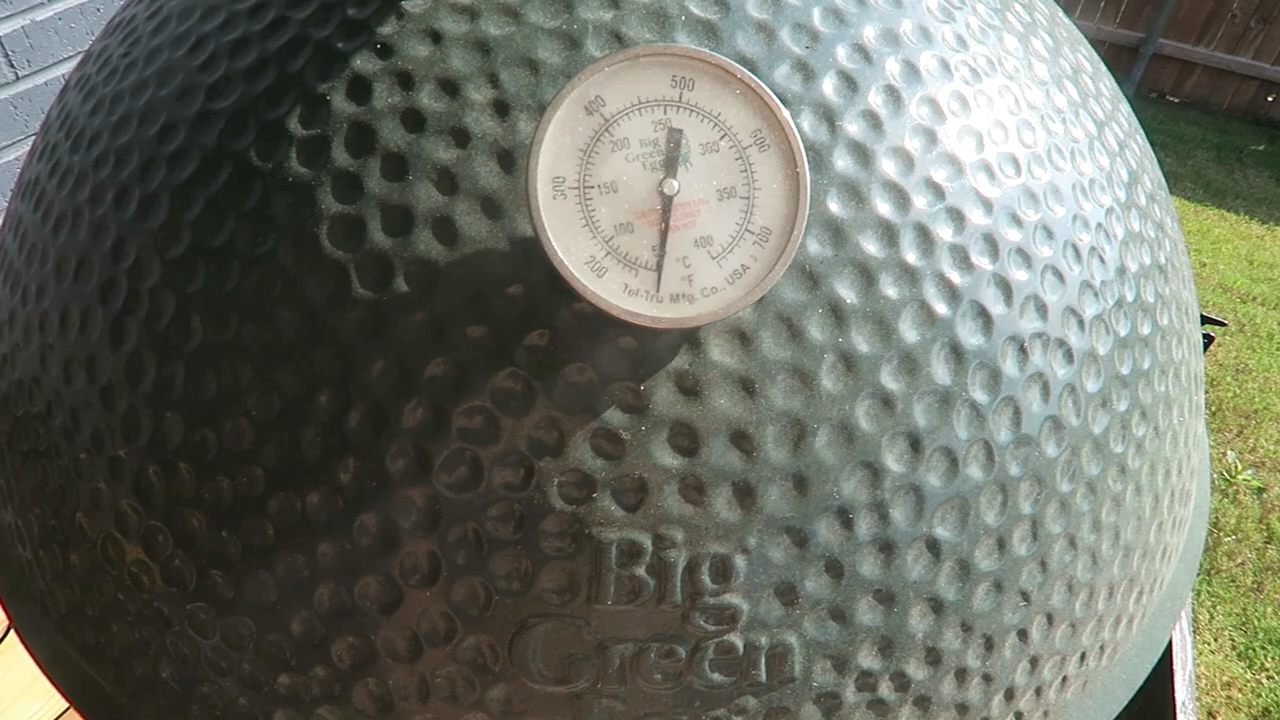 500
400
600
250
200
300
Big
Green
Egg
300
150
350
100
400
700
200
°C
°F
Tel-Tru Mfg. Co., USA
Big
Green